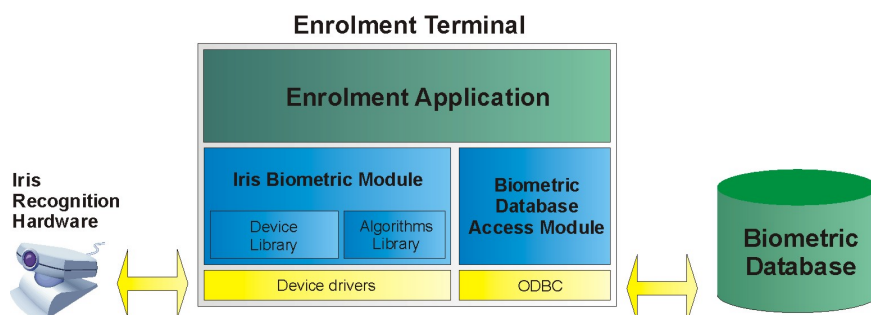 Enrolment Terminal
Enrolment Application
Iris
Recognition
Hardware
Iris Biometric Module
Device
Library
Algorithms
Library
Biometric
Database
Access Module
Device drivers
ODBC
Biometric
Database